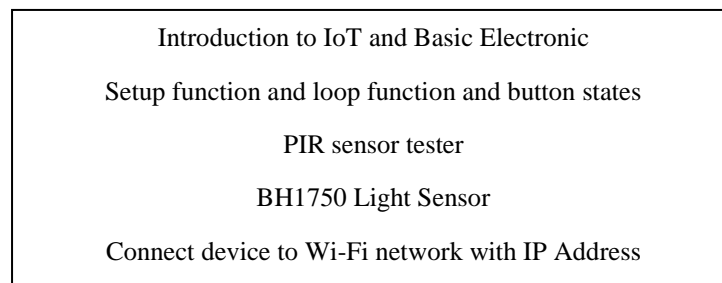 Introduction to IoT and Basic Electronic
Setup function and loop function and button states
PIR sensor tester
BH1750 Light Sensor
Connect device to Wi-Fi network with IP Address